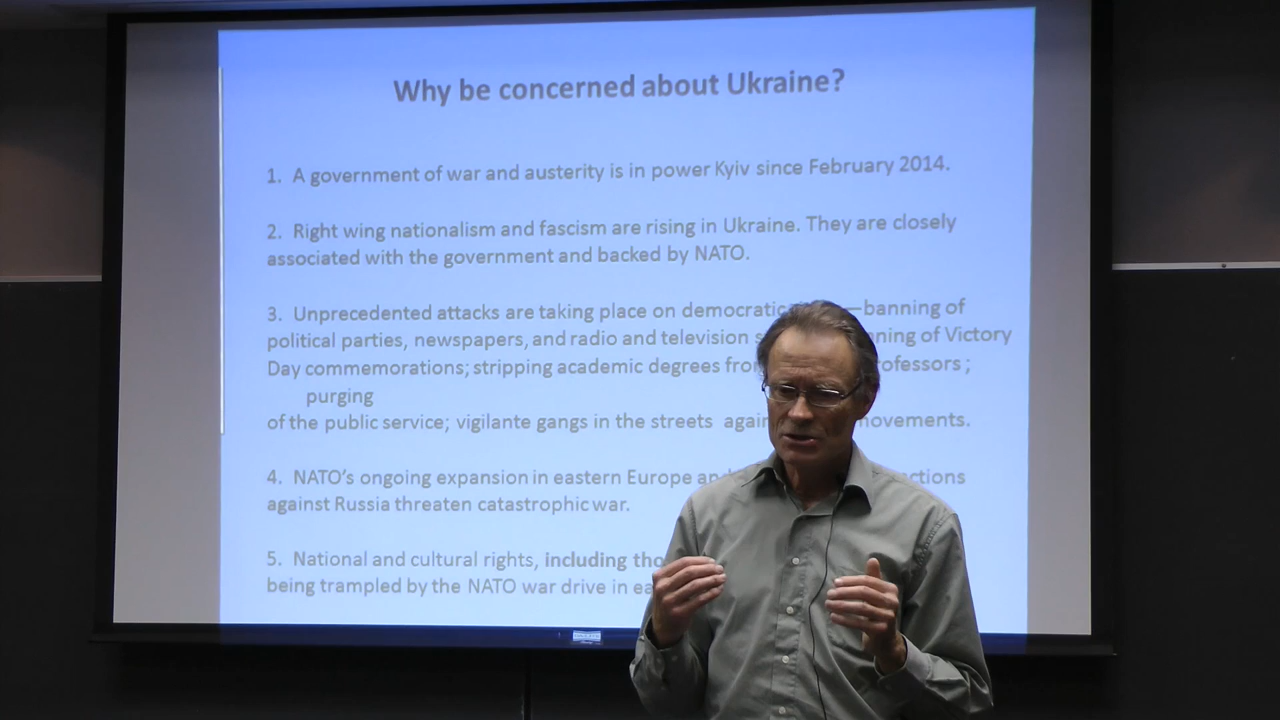 Why be concerned about Ukraine?
1. A government of war and austerity is in power Kyiv since February 2014.
2. Right wing nationalism and fascism are rising in Ukraine. They are closely
associated with the government and backed by NATO.
3. Unprecedented attacks are taking place on democratic —banning of
political parties, newspapers, and radio and television of Victory
Day commemorations; stripping academic degrees ;
purging
of the public service; vigilante gangs in the streets
4. NATO's ongoing expansion in eastern Europe
against Russia threaten catastrophic war.
5. National and cultural rights, including
being trampled by the NATO war drive in